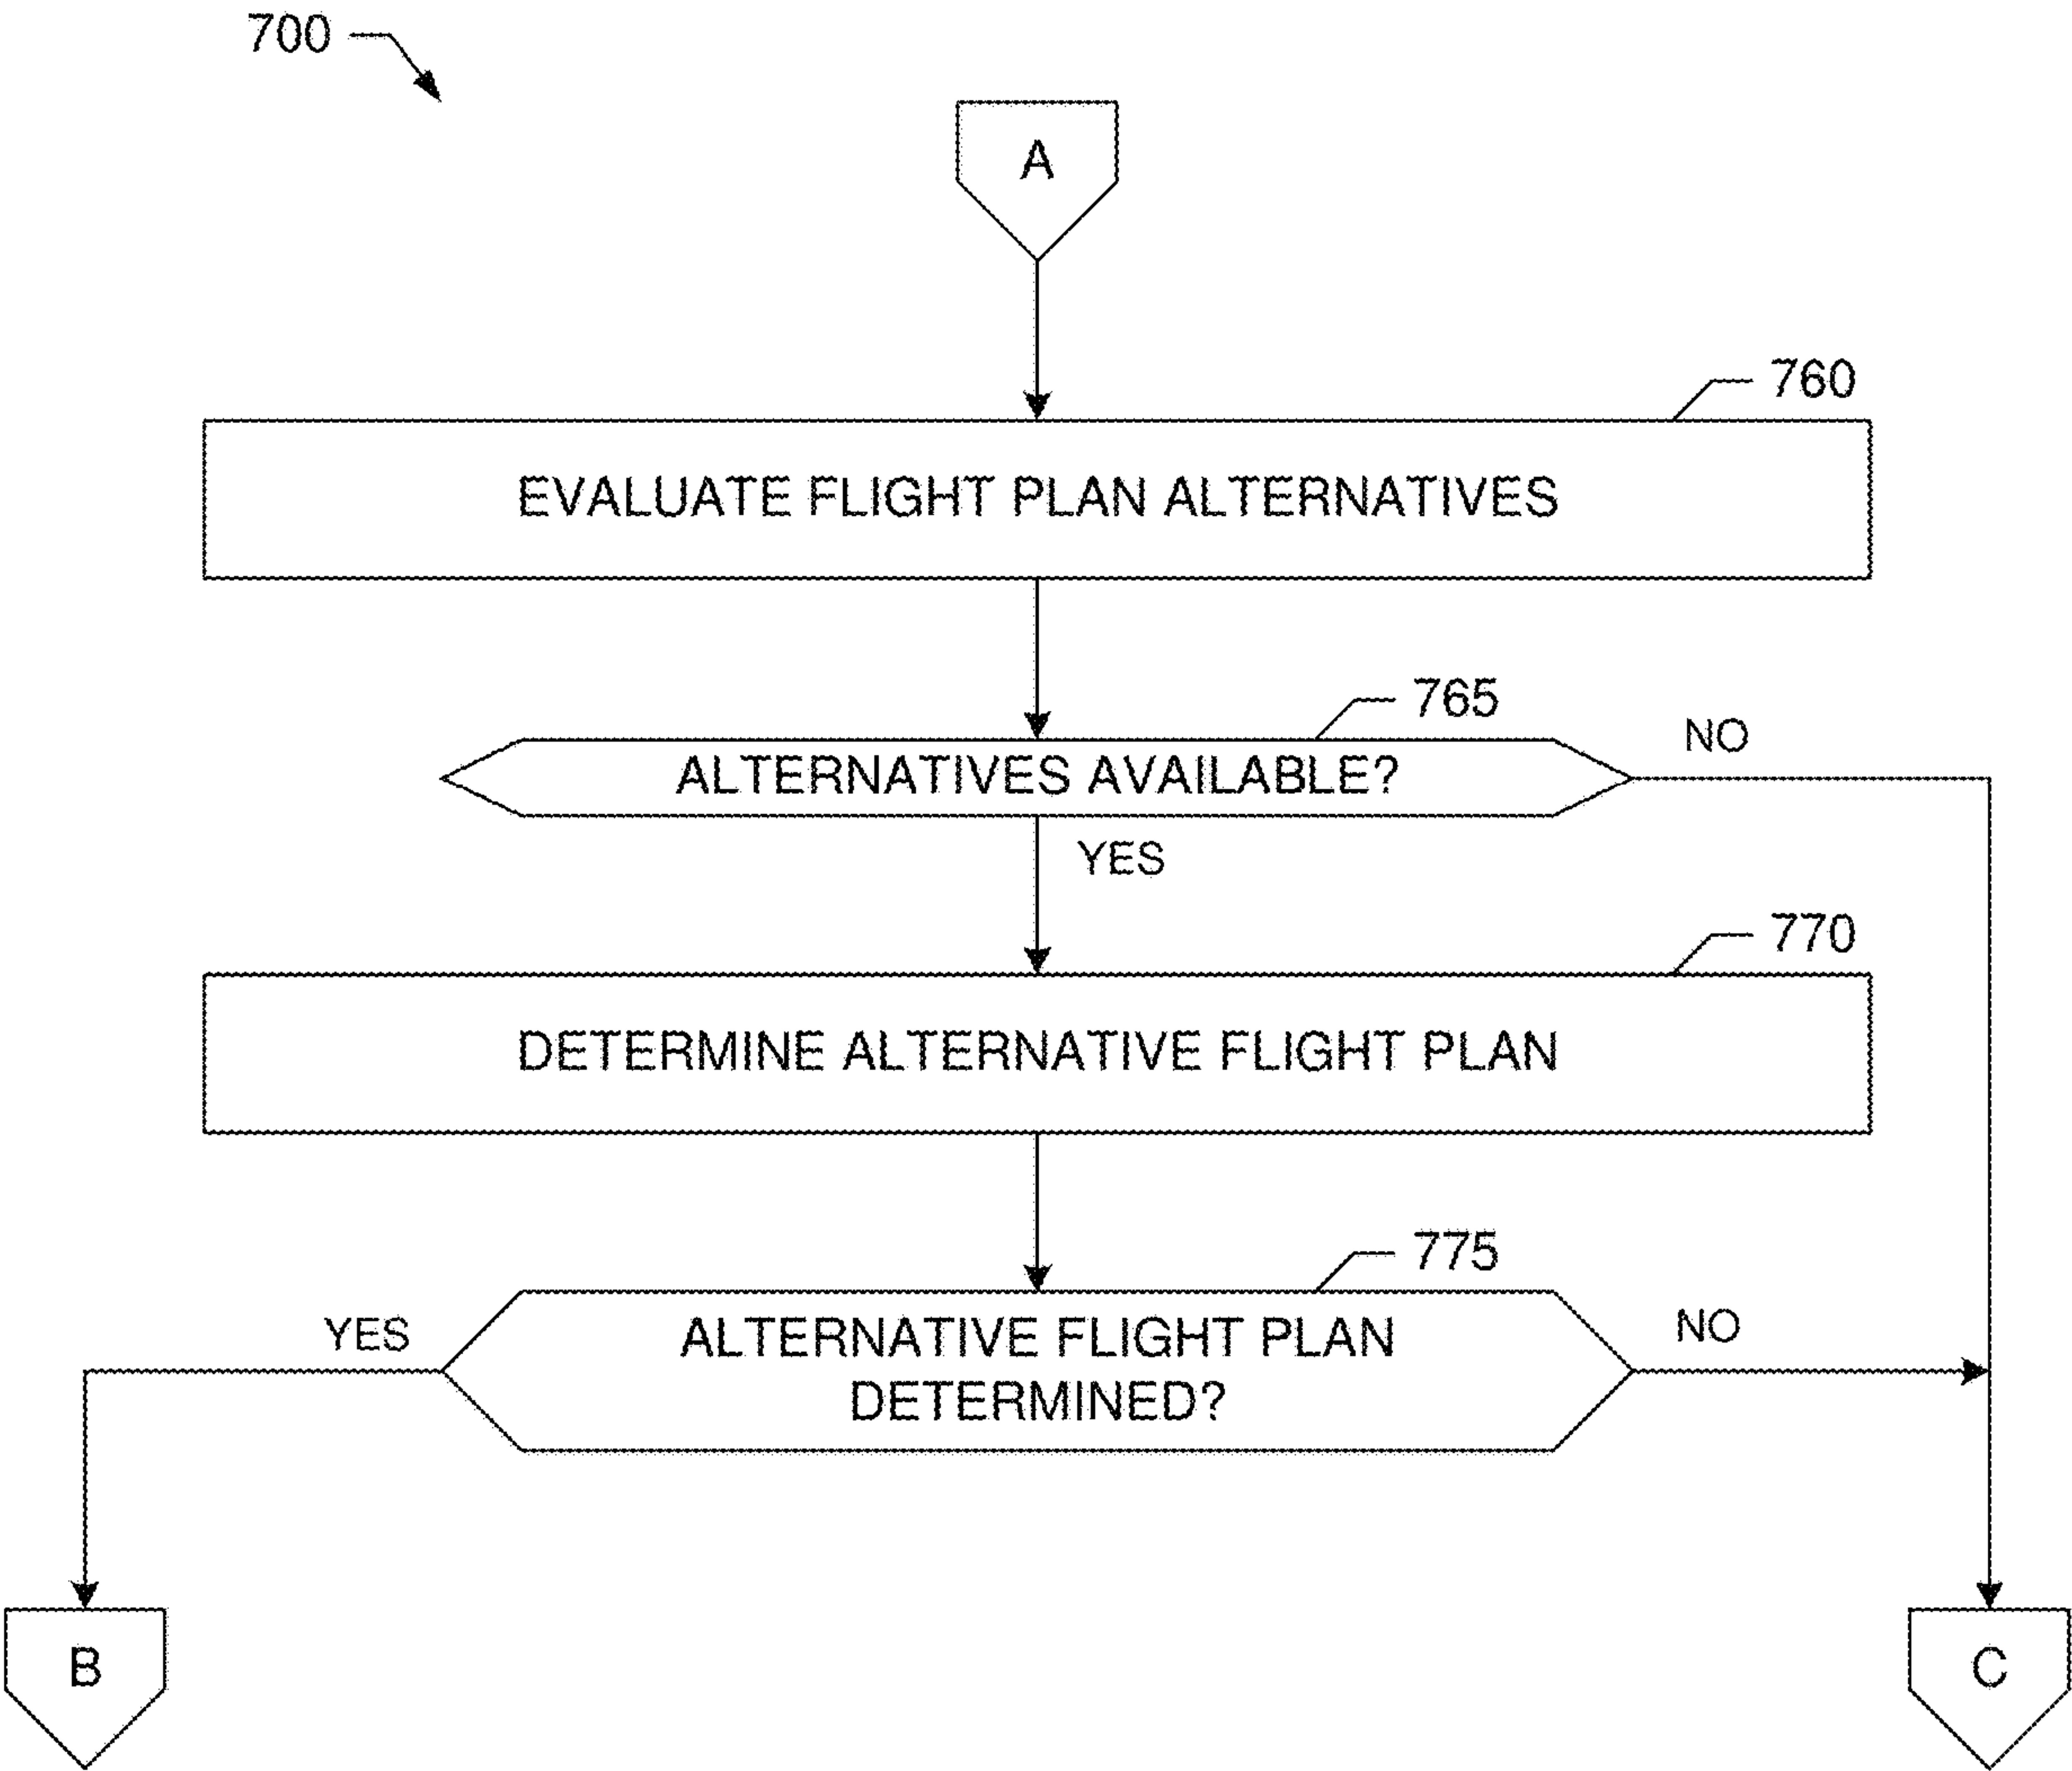 700
A
760
EVALUATE FLIGHT PLAN ALTERNATIVES
765
NO
ALTERNATIVES AVAILABLE?
YES
770
DETERMINE ALTERNATIVE FLIGHT PLAN
775
YES
ALTERNATIVE FLIGHT PLAN
DETERMINED?
NO
B
C